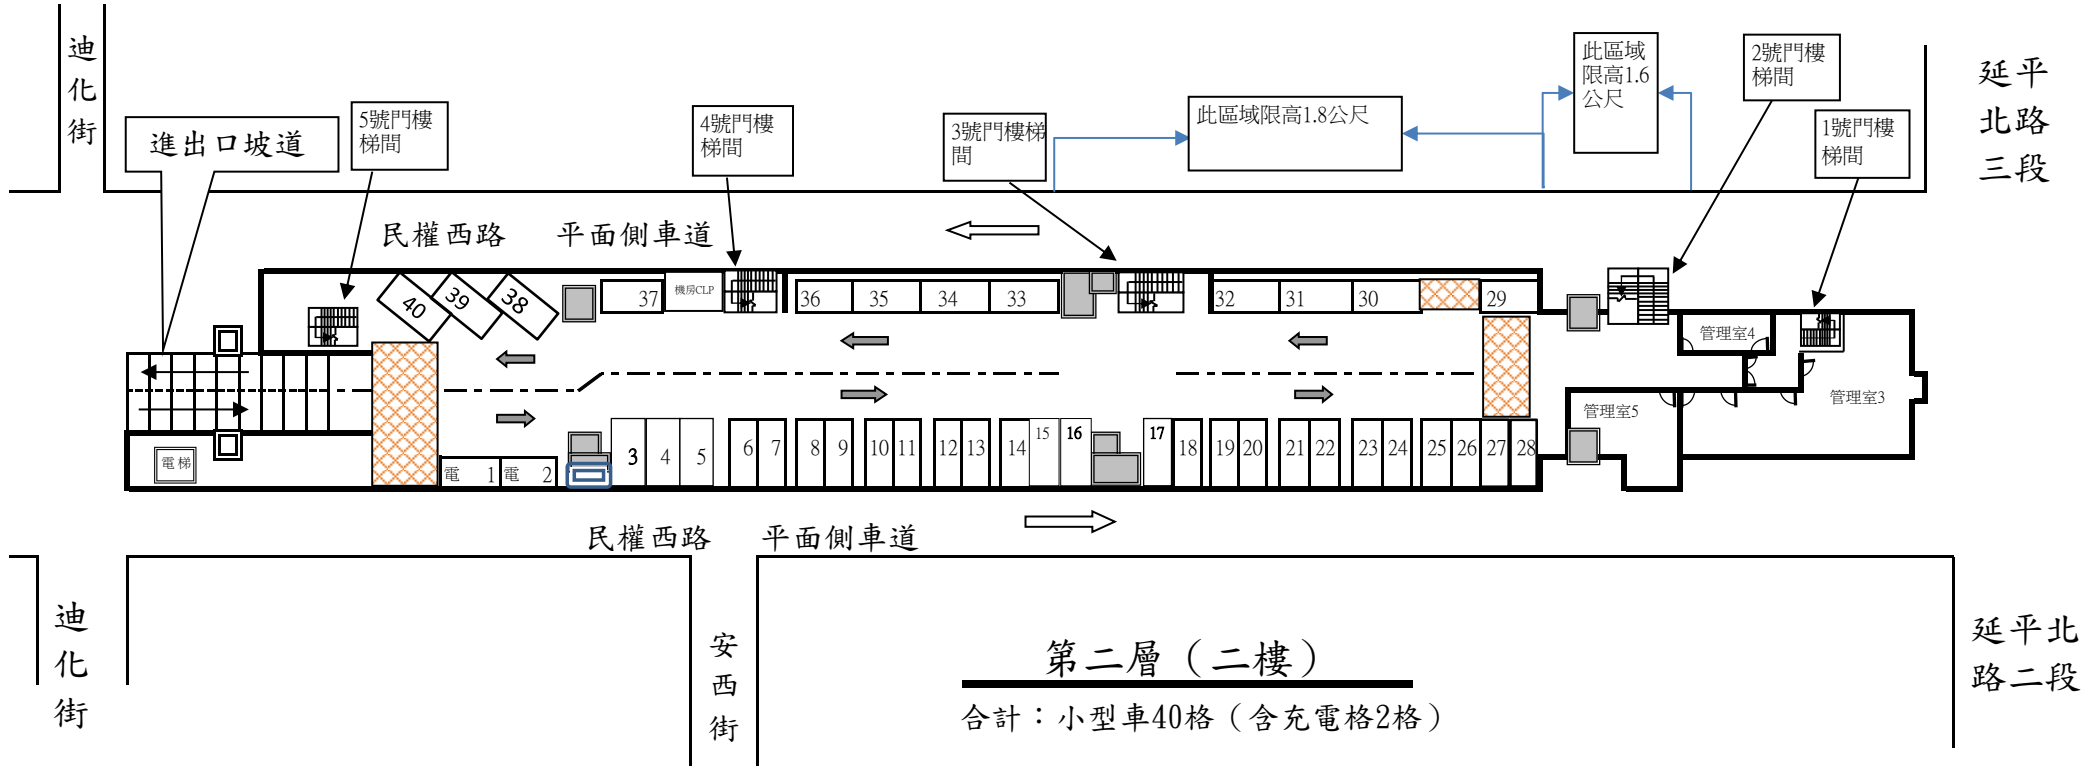 迪化街
進出口坡道
5號門樓
梯間
4號門樓
梯間
3號門樓梯
間
此區域限高1.8公尺
此區域
限高1.6
公尺
2號門樓
梯間
1號門樓
梯間
延平
北路
三段
民權西路 平面側車道
40 39 38 37 機房CLP 36 35 34 33 32 31 30 29
管理室4
管理室5
管理室3
電梯
電 1 電 2 3 4 5 6 7 8 9 10 11 12 13 14 15 16 17 18 19 20 21 22 23 24 25 26 27 28
民權西路 平面側車道
迪化街
安西街
第二層（二樓）
合計：小型車40格（含充電格2格）
延平北
路二段